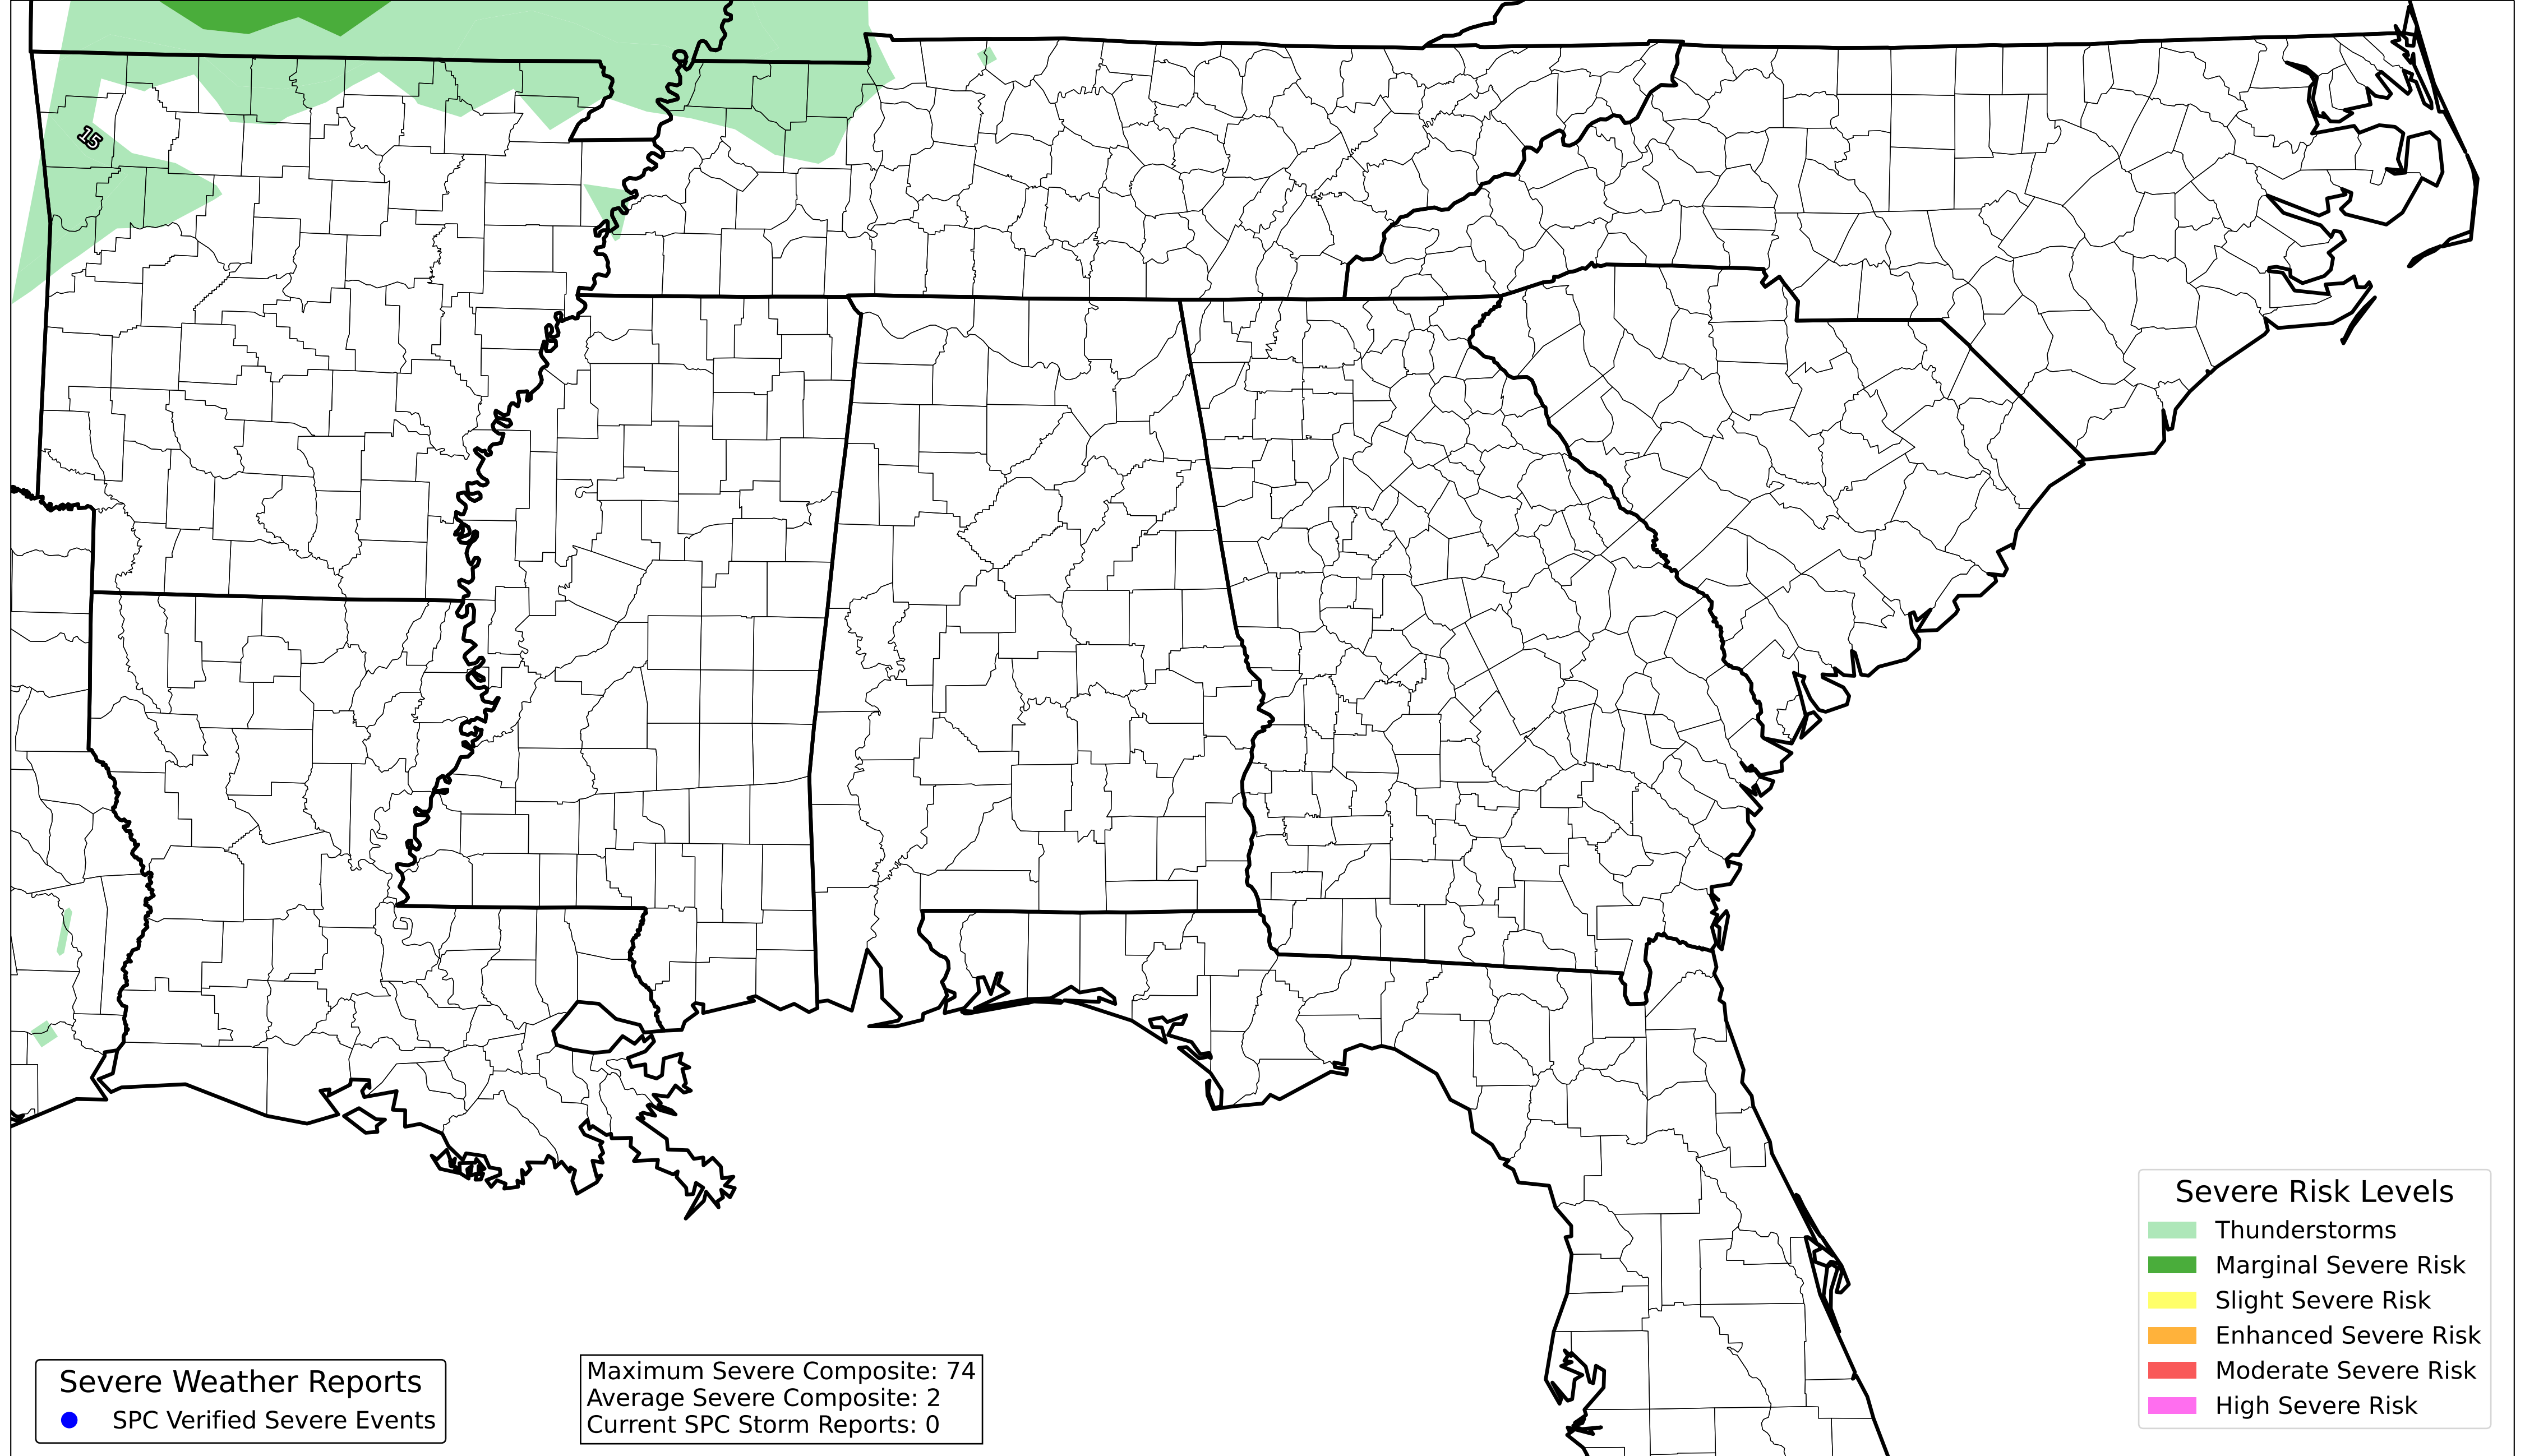 15
Severe Risk Levels
Thunderstorms
Marginal Severe Risk
Slight Severe Risk
Enhanced Severe Risk
Moderate Severe Risk
High Severe Risk
Severe Weather Reports
SPC Verified Severe Events
Maximum Severe Composite: 74
Average Severe Composite: 2
Current SPC Storm Reports: 0